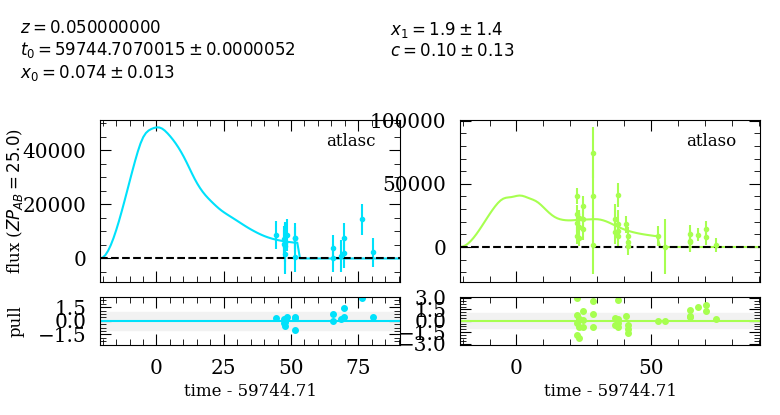 z = 0.050000000
t₀ = 59744.7070015 ± 0.0000052
x₀ = 0.074 ± 0.013
x₁ = 1.9 ± 1.4
c = 0.10 ± 0.13
atlasc
atlaso
flux (ZP_AB = 25.0)
40000
20000
0
100000
50000
0
pull
1.5
0.0
−1.5
3.0
1.5
0.0
−1.5
−3.0
0 25 50 75
0 50
time - 59744.71
time - 59744.71